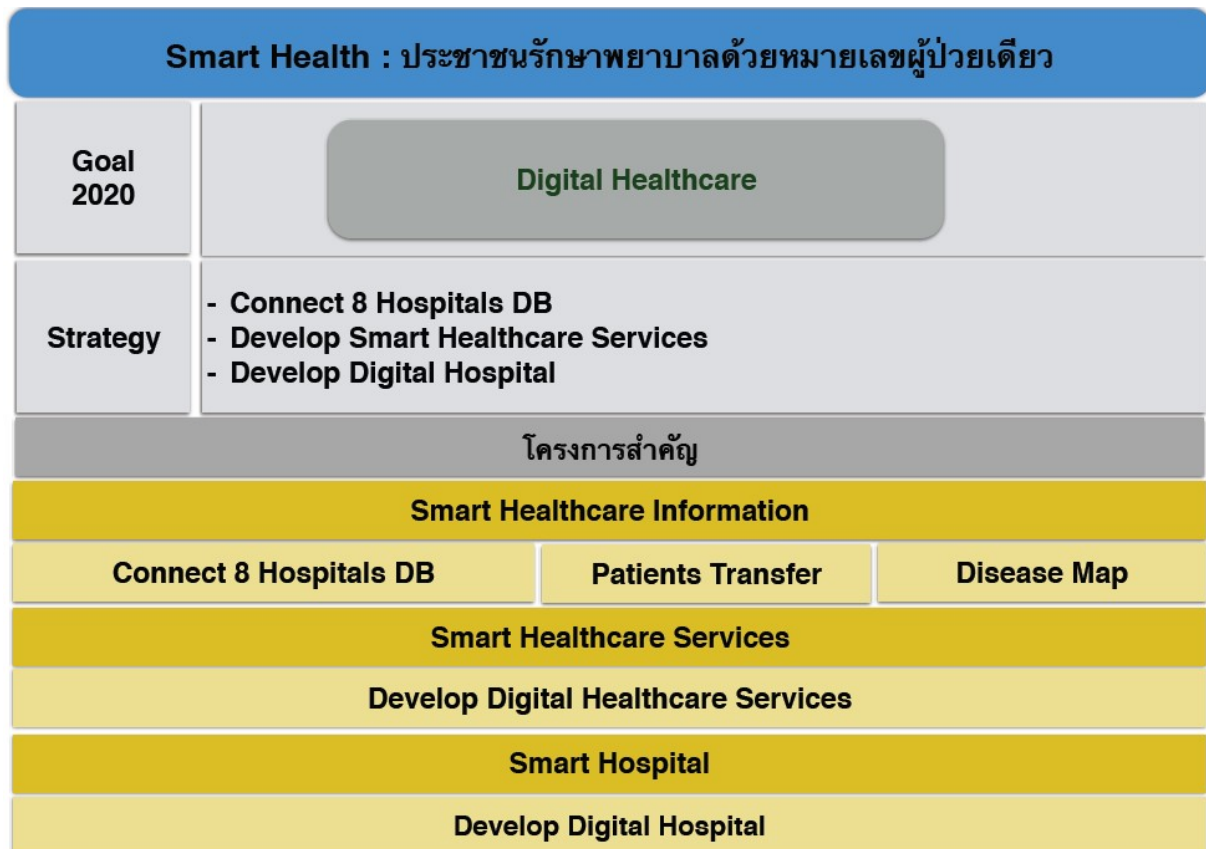 Smart Health : ประชาชนรักษาพยาบาลด้วยหมายเลขผู้ป่วยเดียว
Goal
2020
Digital Healthcare
Strategy
- Connect 8 Hospitals DB
- Develop Smart Healthcare Services
- Develop Digital Hospital
โครงการสำคัญ
Smart Healthcare Information
Connect 8 Hospitals DB
Patients Transfer
Disease Map
Smart Healthcare Services
Develop Digital Healthcare Services
Smart Hospital
Develop Digital Hospital